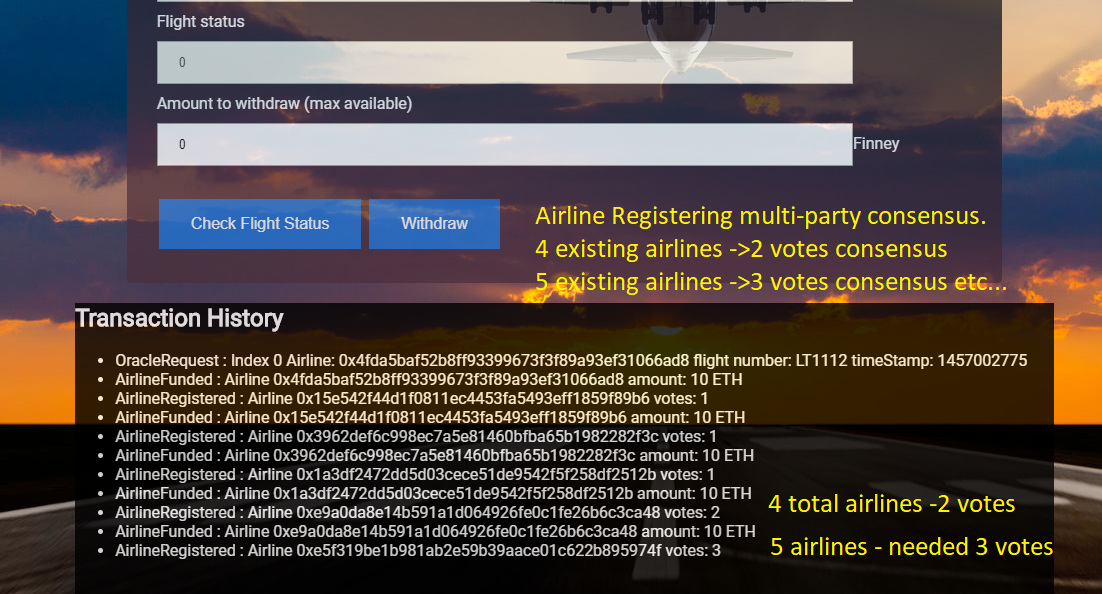 Flight status
0
Amount to withdraw (max available)
0
Finney
Check Flight Status
Withdraw
Airline Registering multi-party consensus.
4 existing airlines ->2 votes consensus
5 existing airlines ->3 votes consensus etc...
Transaction History
• OracleRequest : Index 0 Airline: 0x4fda5baf52b8ff93399673f3f89a93ef31066ad8 flight number: LT1112 timeStamp: 1457002775
• AirlineFunded : Airline 0x4fda5baf52b8ff93399673f3f89a93ef31066ad8 amount: 10 ETH
• AirlineRegistered : Airline 0x15e542f44d1f0811ec4453fa5493eff1859f89b6 votes: 1
• AirlineFunded : Airline 0x15e542f44d1f0811ec4453fa5493eff1859f89b6 amount: 10 ETH
• AirlineRegistered : Airline 0x3962def6c998ec7a5e81460bfba65b1982282f3c votes: 1
• AirlineFunded : Airline 0x3962def6c998ec7a5e81460bfba65b1982282f3c amount: 10 ETH
• AirlineRegistered : Airline 0x1a3df2472dd5d03cece51de9542f5f258df2512b votes: 1
• AirlineFunded : Airline 0x1a3df2472dd5d03cece51de9542f5f258df2512b amount: 10 ETH
• AirlineRegistered : Airline 0xe9a0da8e14b591a1d064926fe0c1fe26b6c3ca48 votes: 2
• AirlineFunded : Airline 0xe9a0da8e14b591a1d064926fe0c1fe26b6c3ca48 amount: 10 ETH
• AirlineRegistered : Airline 0xe5f319be1b981ab2e59b39aace01c622b895974f votes: 3
4 total airlines -2 votes
5 airlines - needed 3 votes